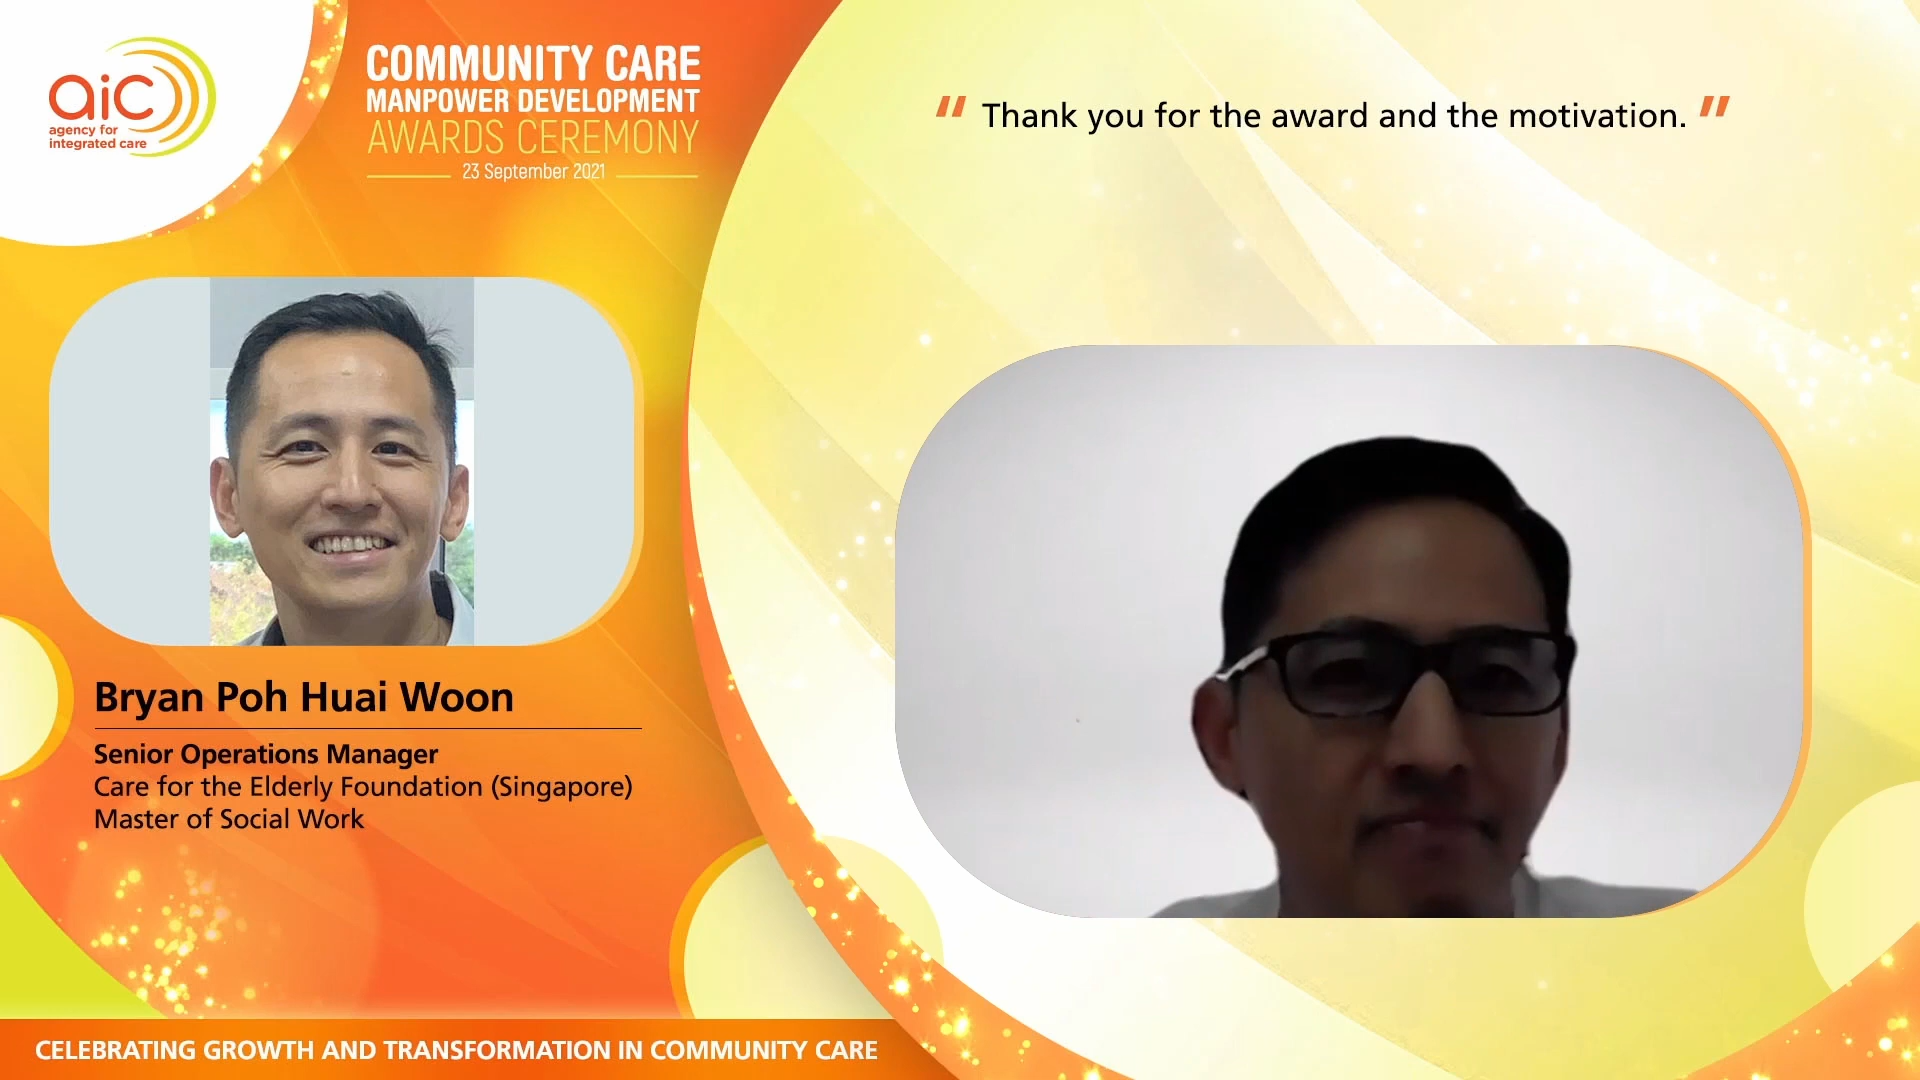 aic
agency for
integrated care
COMMUNITY CARE
MANPOWER DEVELOPMENT
AWARDS CEREMONY
23 September 2021
“ Thank you for the award and the motivation. ”
Bryan Poh Huai Woon
Senior Operations Manager
Care for the Elderly Foundation (Singapore)
Master of Social Work
CELEBRATING GROWTH AND TRANSFORMATION IN COMMUNITY CARE